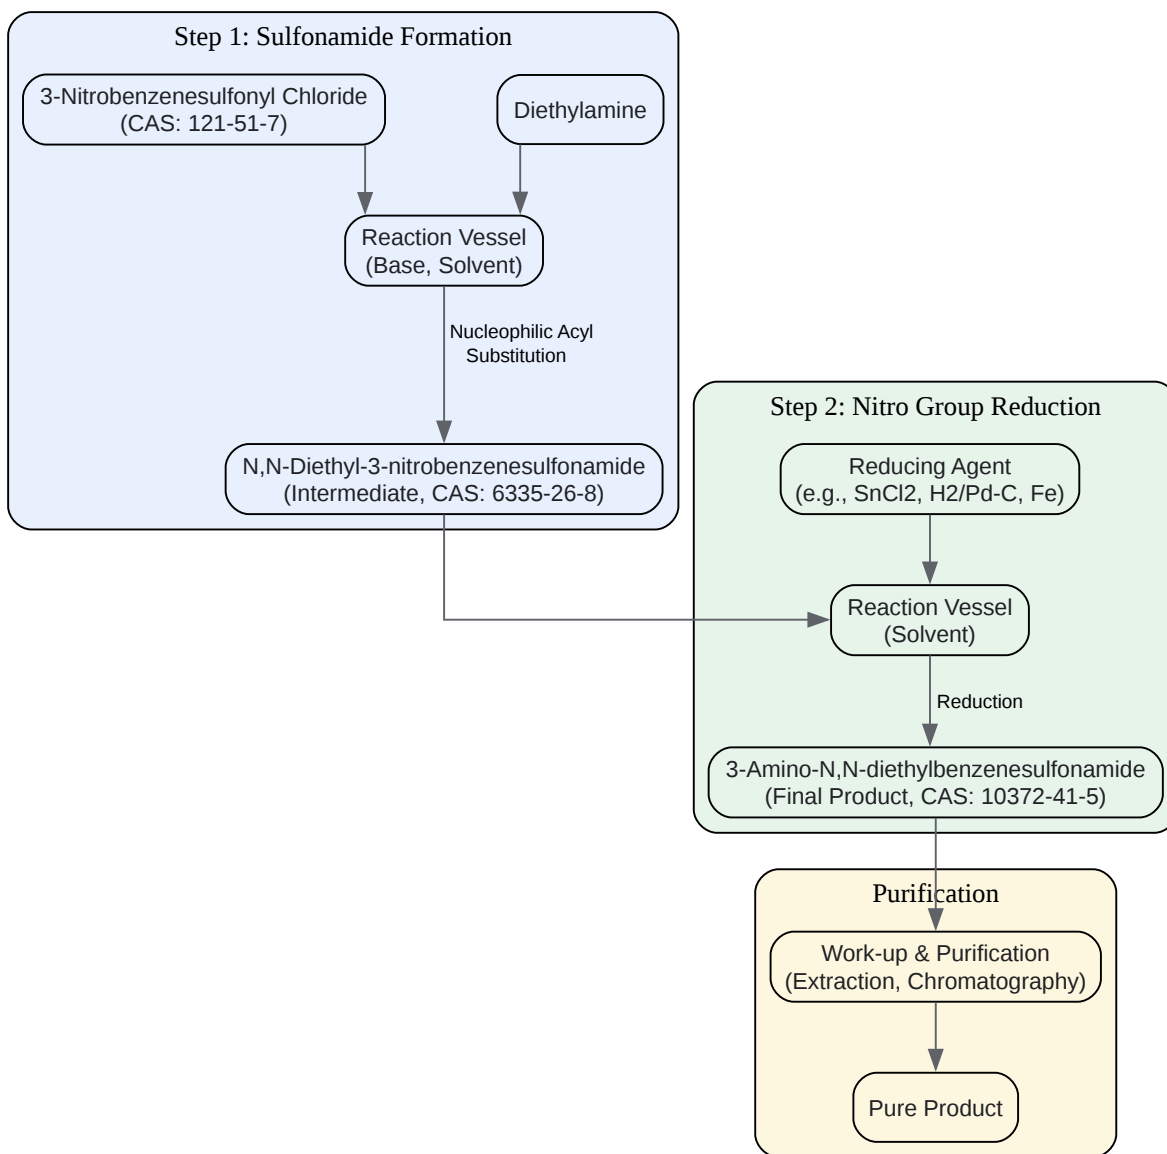 Step 1: Sulfonamide Formation
3-Nitrobenzenesulfonyl Chloride
(CAS: 121-51-7)
Diethylamine
Reaction Vessel
(Base, Solvent)
Nucleophilic Acyl
Substitution
N,N-Diethyl-3-nitrobenzenesulfonamide
(Intermediate, CAS: 6335-26-8)
Step 2: Nitro Group Reduction
Reducing Agent
(e.g., SnCl2, H2/Pd-C, Fe)
Reaction Vessel
(Solvent)
Reduction
3-Amino-N,N-diethylbenzenesulfonamide
(Final Product, CAS: 10372-41-5)
Purification
Work-up & Purification
(Extraction, Chromatography)
Pure Product